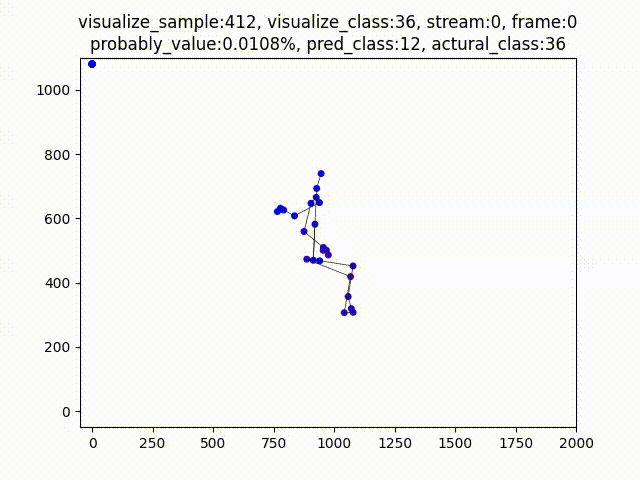 visualize_sample:412, visualize_class:36, stream:0, frame:0
probably_value:0.0108%, pred_class:12, actural_class:36
1000
800
600
400
200
0
0 250 500 750 1000 1250 1500 1750 2000